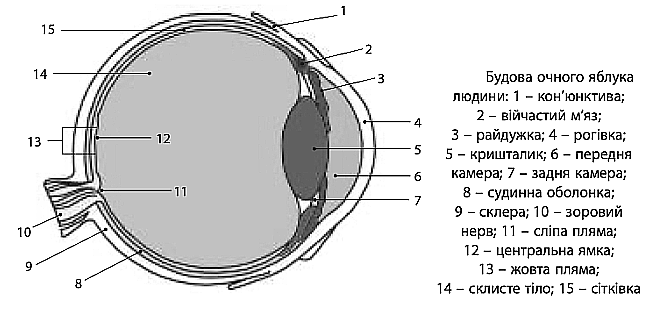 1
15
2
14
3
4
13
12
5
6
11
7
10
9
8
Будова очного яблука
людини: 1 – кон'юнктива;
2 – війчастий м'яз;
3 – райдужка; 4 – рогівка;
5 – кришталик; 6 – передня
камера; 7 – задня камера;
8 – судинна оболонка;
9 – склера; 10 – зоровий
нерв; 11 – сліпа пляма;
12 – центральна ямка;
13 – жовта пляма;
14 – склисте тіло; 15 – сітківка